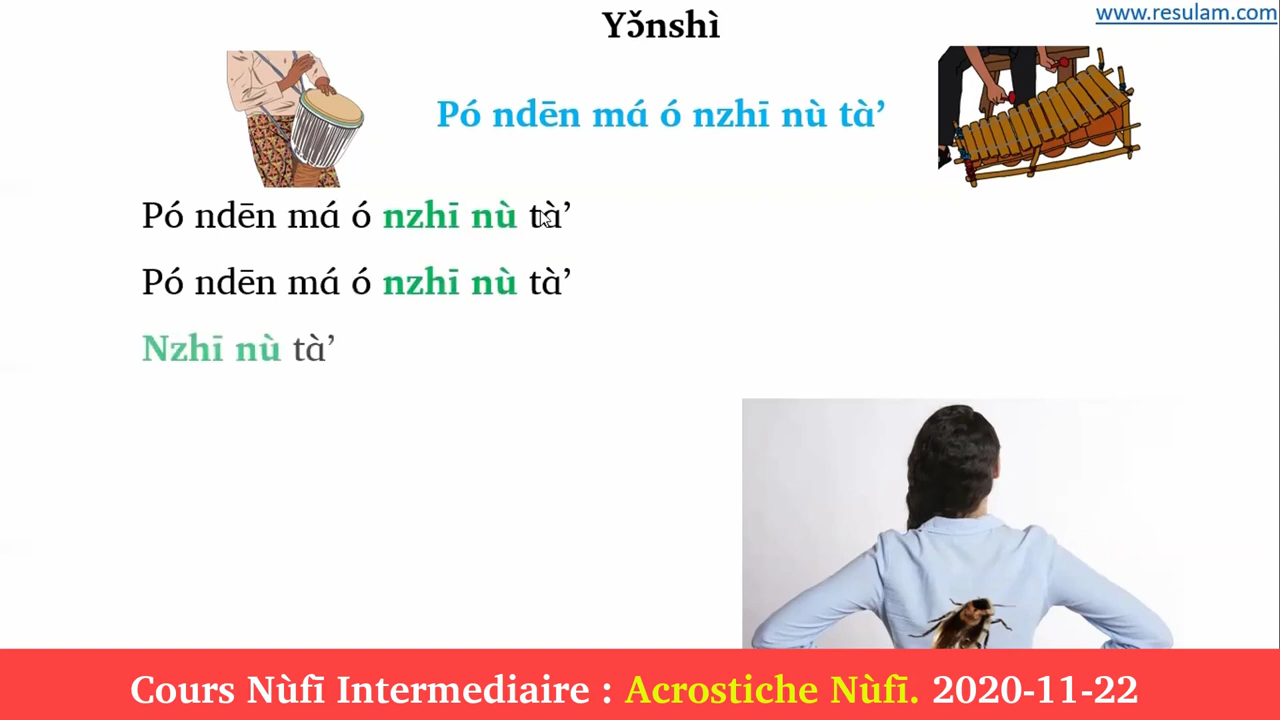 www.resulam.com
Yɔ̌nshì
Pó ndēn má ó nzhī nù tà’
Pó ndēn má ó nzhī nù tà’
Pó ndēn má ó nzhī nù tà’
Nzhī nù tà’
Cours Nùfī Intermediaire : Acrostiche Nùfī. 2020-11-22